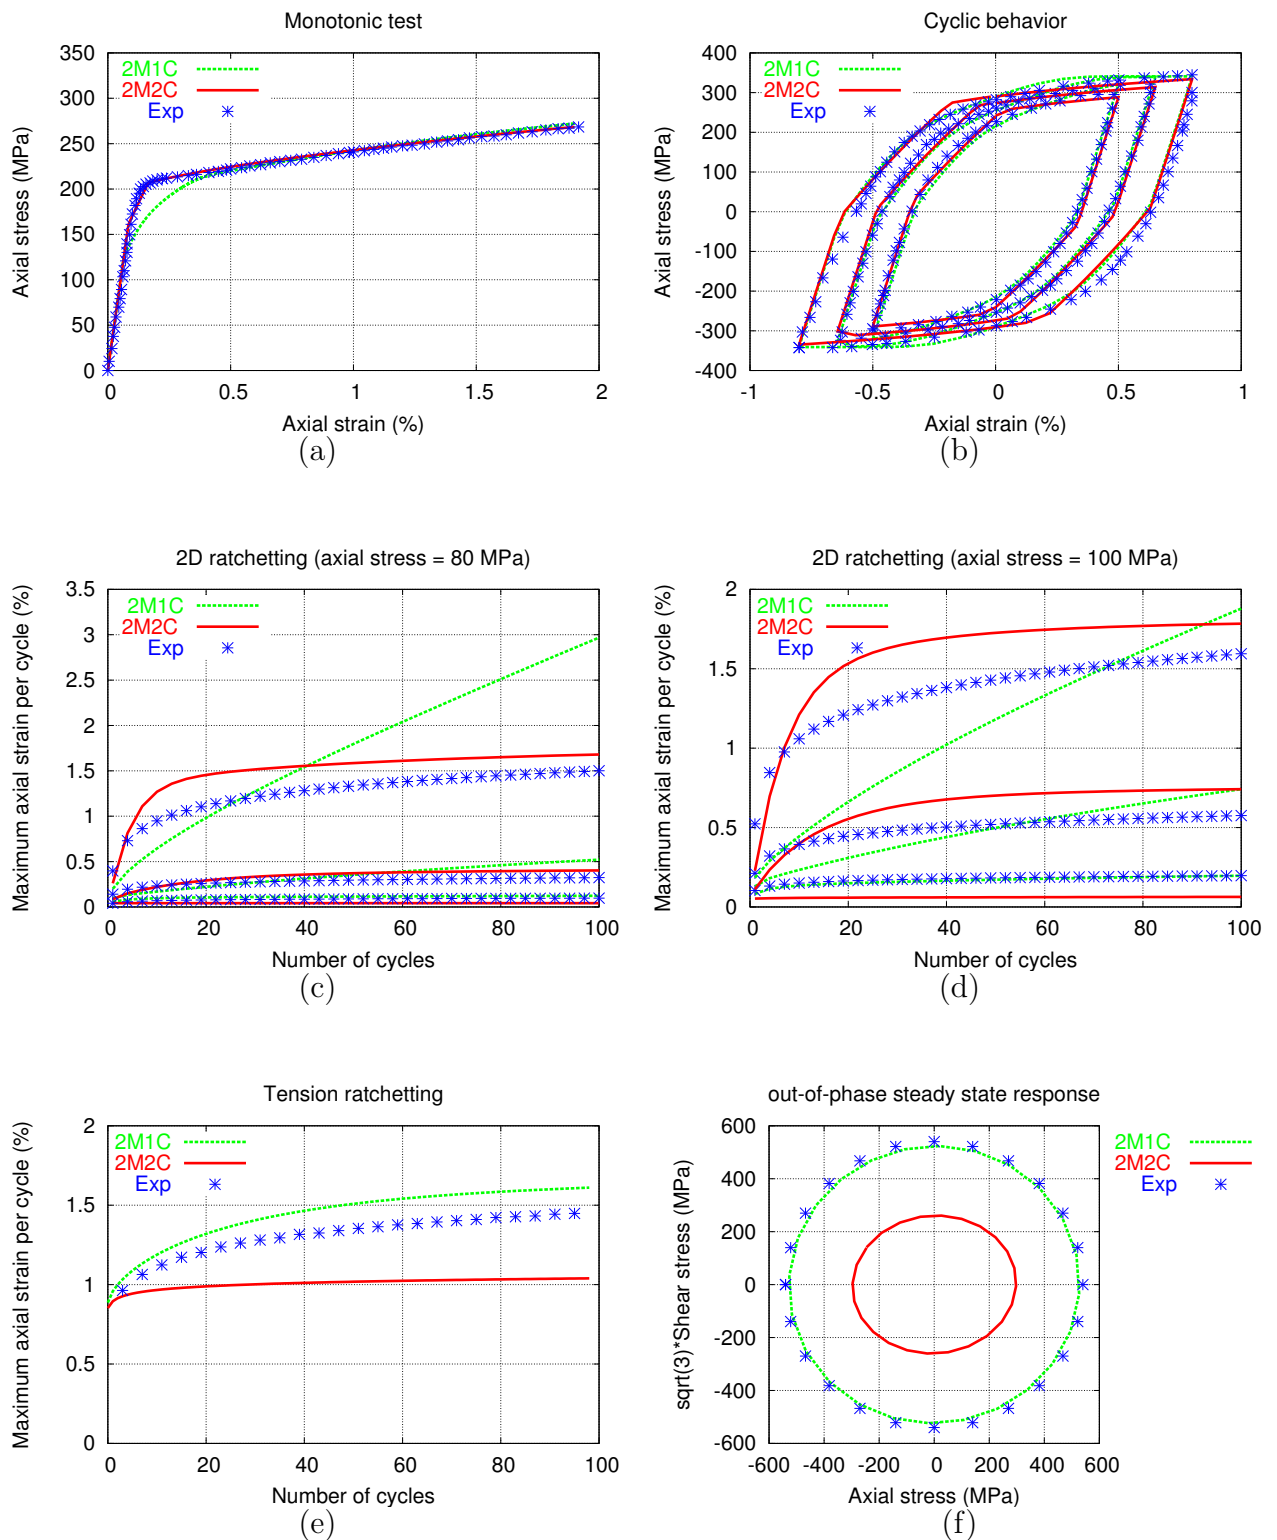 Monotonic test
350
300
250
200
150
100
50
0
0
0.5
1
1.5
2
Axial stress (MPa)
Axial strain (%)
2M1C
2M2C
Exp
(a)
Cyclic behavior
400
300
200
100
0
-100
-200
-300
-400
-1
-0.5
0
0.5
1
Axial stress (MPa)
Axial strain (%)
2M1C
2M2C
Exp
(b)
2D ratchetting (axial stress = 80 MPa)
3.5
3
2.5
2
1.5
1
0.5
0
0
20
40
60
80
100
Maximum axial strain per cycle (%)
Number of cycles
2M1C
2M2C
Exp
(c)
2D ratchetting (axial stress = 100 MPa)
2
1.5
1
0.5
0
0
20
40
60
80
100
Maximum axial strain per cycle (%)
Number of cycles
2M1C
2M2C
Exp
(d)
Tension ratchetting
2
1.5
1
0.5
0
0
20
40
60
80
100
Maximum axial strain per cycle (%)
Number of cycles
2M1C
2M2C
Exp
(e)
out-of-phase steady state response
600
400
200
0
-200
-400
-600
-600
-400
-200
0
200
400
600
sqrt(3)*Shear stress (MPa)
Axial stress (MPa)
2M1C
2M2C
Exp
(f)